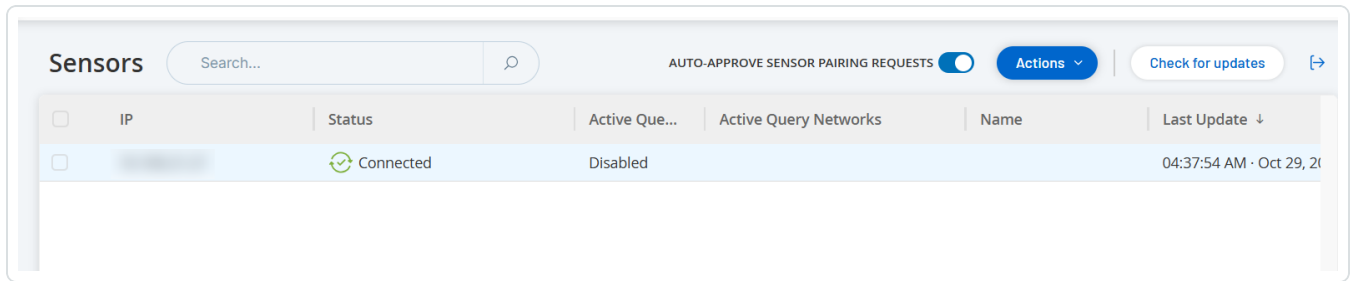 Sensors Search... AUTO-APPROVE SENSOR PAIRING REQUESTS Actions Check for updates
IP Status Active Que... Active Query Networks Name Last Update ↓
Connected Disabled 04:37:54 AM · Oct 29, 20